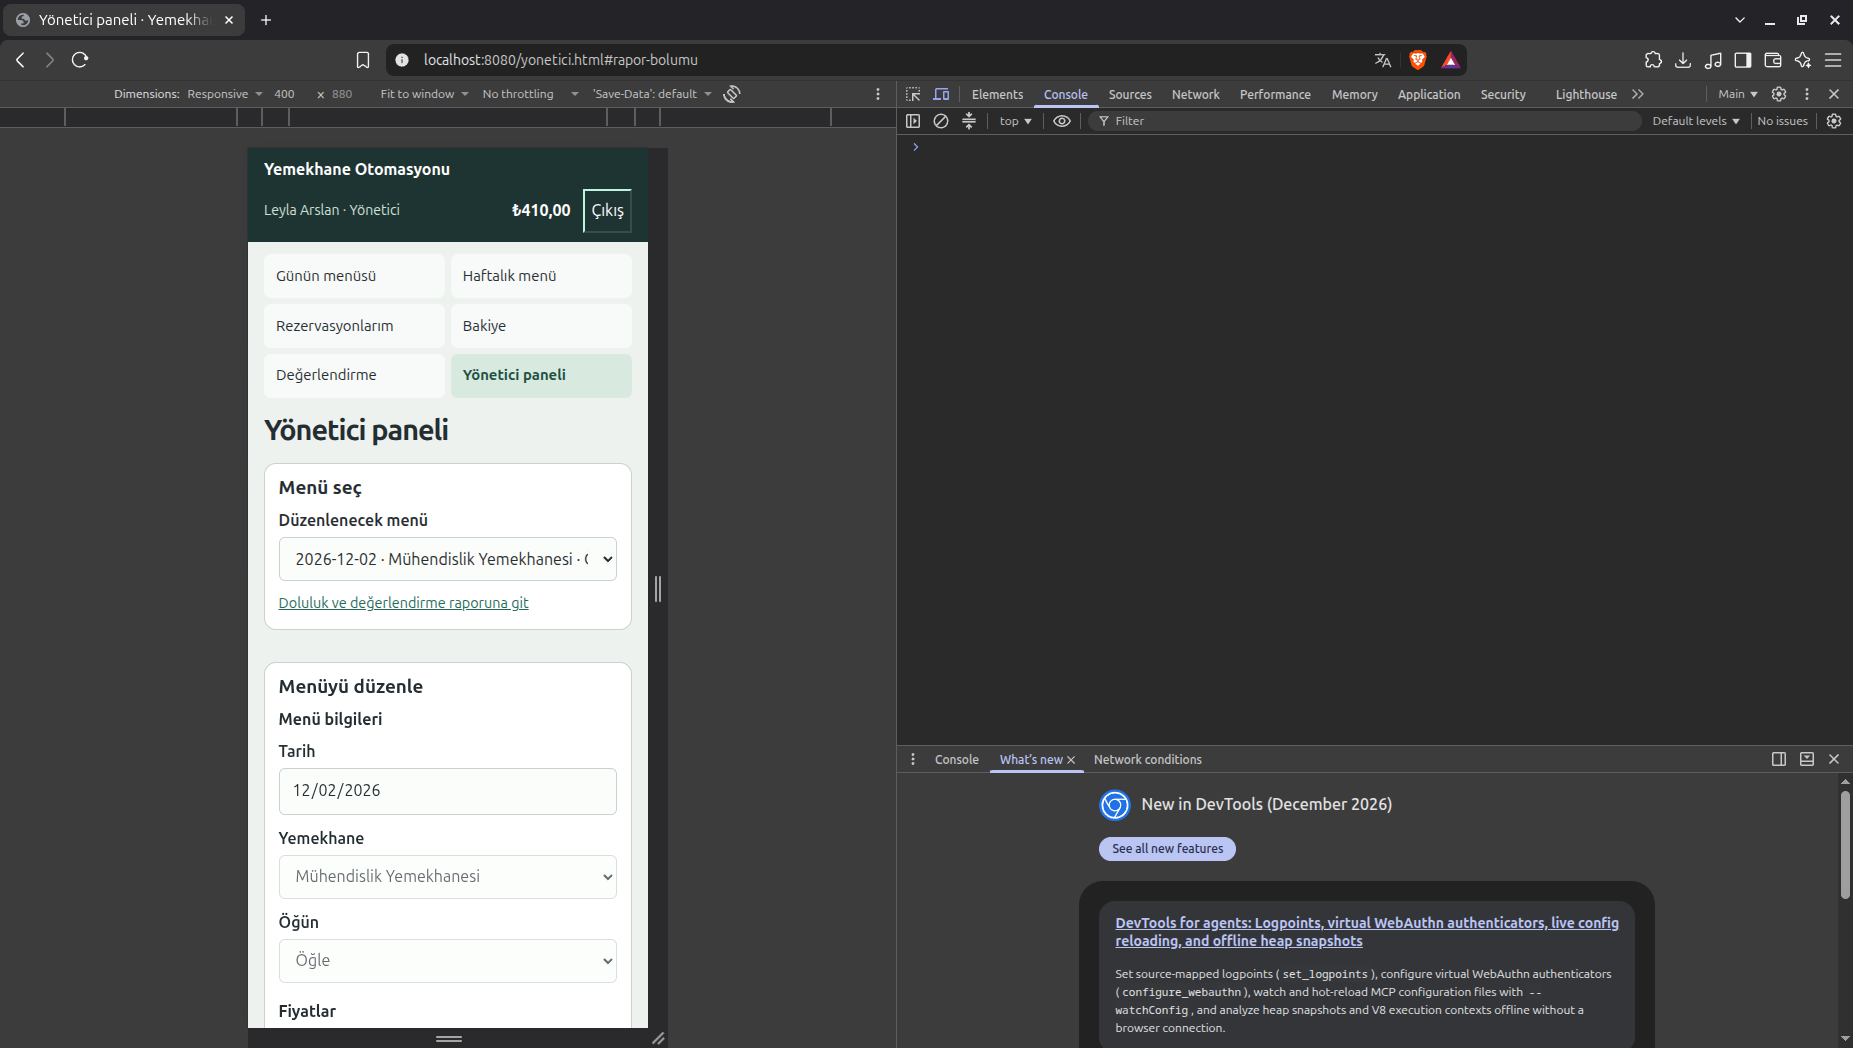 Yönetici paneli · Yemekha
localhost:8080/yonetici.html#rapor-bolumu
Dimensions: Responsive 400 × 880 Fit to window No throttling 'Save-Data': default
Yemekhane Otomasyonu
Leyla Arslan · Yönetici ₺410,00 Çıkış
Günün menüsü Haftalık menü
Rezervasyonlarım Bakiye
Değerlendirme Yönetici paneli
Yönetici paneli
Menü seç
Düzenlenecek menü
2026-12-02 · Mühendislik Yemekhanesi ·
Doluluk ve değerlendirme raporuna git
Menüyü düzenle
Menü bilgileri
Tarih
12/02/2026
Yemekhane
Mühendislik Yemekhanesi
Öğün
Öğle
Fiyatlar
Elements Console Sources Network Performance Memory Application Security Lighthouse Main
top Filter Default levels No issues
Console What's new Network conditions
New in DevTools (December 2026)
See all new features
DevTools for agents: Logpoints, virtual WebAuthn authenticators, live config
reloading, and offline heap snapshots
Set source-mapped logpoints ( set_logpoints ), configure virtual WebAuthn authenticators
( configure_webauthn ), watch and hot-reload MCP configuration files with --
watchConfig , and analyze heap snapshots and V8 execution contexts offline without a
browser connection.